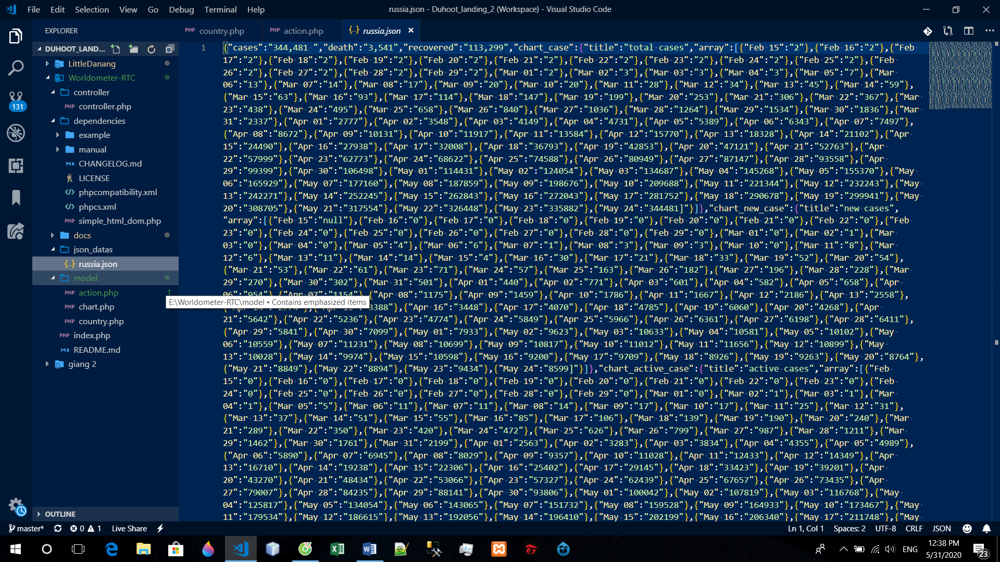 File Edit Selection View Go Debug Terminal Help
russia.json - Duhoot_landing_2 (Workspace) - Visual Studio Code
EXPLORER
PHP country.php
PHP action.php
{..} russia.json ×
DUHOOT_LAND...
LittleDanang
Worldometer-RTC
controller
PHP controller.php
dependencies
example
manual
CHANGELOG.md
LICENSE
phpcompatibility.xml
phpcs.xml
PHP simple_html_dom.php
docs
json_datas
{..} russia.json
model
PHP action.php 1
PHP chart.php
PHP country.php
PHP index.php
README.md
giang 2
OUTLINE
131
E:\Worldometer-RTC\model • Contains emphasized items
1
{"cases":"344,481 ","death":"3,541","recovered":"113,299","chart_case":{"title":"total cases","array":[{"Feb 15":"2"},{"Feb 16":"2"},{"Feb
17":"2"},{"Feb 18":"2"},{"Feb 19":"2"},{"Feb 20":"2"},{"Feb 21":"2"},{"Feb 22":"2"},{"Feb 23":"2"},{"Feb 24":"2"},{"Feb 25":"2"},{"Feb
26":"2"},{"Feb 27":"2"},{"Feb 28":"2"},{"Feb 29":"2"},{"Mar 01":"2"},{"Mar 02":"3"},{"Mar 03":"3"},{"Mar 04":"3"},{"Mar 05":"7"},{"Mar
06":"13"},{"Mar 07":"14"},{"Mar 08":"17"},{"Mar 09":"20"},{"Mar 10":"20"},{"Mar 11":"28"},{"Mar 12":"34"},{"Mar 13":"45"},{"Mar 14":"59"},
{"Mar 15":"63"},{"Mar 16":"93"},{"Mar 17":"114"},{"Mar 18":"147"},{"Mar 19":"199"},{"Mar 20":"253"},{"Mar 21":"306"},{"Mar 22":"367"},{"Mar
23":"438"},{"Mar 24":"495"},{"Mar 25":"658"},{"Mar 26":"840"},{"Mar 27":"1036"},{"Mar 28":"1264"},{"Mar 29":"1534"},{"Mar 30":"1836"},{"Mar
31":"2337"},{"Apr 01":"2777"},{"Apr 02":"3548"},{"Apr 03":"4149"},{"Apr 04":"4731"},{"Apr 05":"5389"},{"Apr 06":"6343"},{"Apr 07":"7497"},
{"Apr 08":"8672"},{"Apr 09":"10131"},{"Apr 10":"11917"},{"Apr 11":"13584"},{"Apr 12":"15770"},{"Apr 13":"18328"},{"Apr 14":"21102"},{"Apr
15":"24490"},{"Apr 16":"27938"},{"Apr 17":"32008"},{"Apr 18":"36793"},{"Apr 19":"42853"},{"Apr 20":"47121"},{"Apr 21":"52763"},{"Apr
22":"57999"},{"Apr 23":"62773"},{"Apr 24":"68622"},{"Apr 25":"74588"},{"Apr 26":"80949"},{"Apr 27":"87147"},{"Apr 28":"93558"},{"Apr
29":"99399"},{"Apr 30":"106498"},{"May 01":"114431"},{"May 02":"124054"},{"May 03":"134687"},{"May 04":"145268"},{"May 05":"155370"},{"May
06":"165929"},{"May 07":"177160"},{"May 08":"187859"},{"May 09":"198676"},{"May 10":"209688"},{"May 11":"221344"},{"May 12":"232243"},{"May
13":"242271"},{"May 14":"252245"},{"May 15":"262843"},{"May 16":"272043"},{"May 17":"281752"},{"May 18":"290678"},{"May 19":"299941"},{"May
20":"308705"},{"May 21":"317554"},{"May 22":"326448"},{"May 23":"335882"},{"May 24":"344481]"}]},"chart_new_case":{"title":"new cases",
"array":[{"Feb 15":"null"},{"Feb 16":"0"},{"Feb 17":"0"},{"Feb 18":"0"},{"Feb 19":"0"},{"Feb 20":"0"},{"Feb 21":"0"},{"Feb 22":"0"},{"Feb
23":"0"},{"Feb 24":"0"},{"Feb 25":"0"},{"Feb 26":"0"},{"Feb 27":"0"},{"Feb 28":"0"},{"Feb 29":"0"},{"Mar 01":"0"},{"Mar 02":"1"},{"Mar
03":"0"},{"Mar 04":"0"},{"Mar 05":"4"},{"Mar 06":"6"},{"Mar 07":"1"},{"Mar 08":"3"},{"Mar 09":"3"},{"Mar 10":"0"},{"Mar 11":"8"},{"Mar
12":"6"},{"Mar 13":"11"},{"Mar 14":"14"},{"Mar 15":"4"},{"Mar 16":"30"},{"Mar 17":"21"},{"Mar 18":"33"},{"Mar 19":"52"},{"Mar 20":"54"},
{"Mar 21":"53"},{"Mar 22":"61"},{"Mar 23":"71"},{"Mar 24":"57"},{"Mar 25":"163"},{"Mar 26":"182"},{"Mar 27":"196"},{"Mar 28":"228"},{"Mar
29":"270"},{"Mar 30":"302"},{"Mar 31":"501"},{"Apr 01":"440"},{"Apr 02":"771"},{"Apr 03":"601"},{"Apr 04":"582"},{"Apr 05":"658"},{"Apr
06":"954"},{"Apr 07":"1154"},{"Apr 08":"1175"},{"Apr 09":"1459"},{"Apr 10":"1786"},{"Apr 11":"1667"},{"Apr 12":"2186"},{"Apr 13":"2558"},
3388"},{"Apr 16":"3448"},{"Apr 17":"4070"},{"Apr 18":"4785"},{"Apr 19":"6060"},{"Apr 20":"4268"},{"Apr
21":"5642"},{"Apr 22":"5236"},{"Apr 23":"4774"},{"Apr 24":"5849"},{"Apr 25":"5966"},{"Apr 26":"6361"},{"Apr 27":"6198"},{"Apr 28":"6411"},
{"Apr 29":"5841"},{"Apr 30":"7099"},{"May 01":"7933"},{"May 02":"9623"},{"May 03":"10633"},{"May 04":"10581"},{"May 05":"10102"},{"May
06":"10559"},{"May 07":"11231"},{"May 08":"10699"},{"May 09":"10817"},{"May 10":"11012"},{"May 11":"11656"},{"May 12":"10899"},{"May
13":"10028"},{"May 14":"9974"},{"May 15":"10598"},{"May 16":"9200"},{"May 17":"9709"},{"May 18":"8926"},{"May 19":"9263"},{"May 20":"8764"},
{"May 21":"8849"},{"May 22":"8894"},{"May 23":"9434"},{"May 24":"8599]"}]},"chart_active_case":{"title":"active cases","array":[{"Feb
15":"0"},{"Feb 16":"0"},{"Feb 17":"0"},{"Feb 18":"0"},{"Feb 19":"0"},{"Feb 20":"0"},{"Feb 21":"0"},{"Feb 22":"0"},{"Feb 23":"0"},{"Feb
24":"0"},{"Feb 25":"0"},{"Feb 26":"0"},{"Feb 27":"0"},{"Feb 28":"0"},{"Feb 29":"0"},{"Mar 01":"0"},{"Mar 02":"1"},{"Mar 03":"1"},{"Mar
04":"1"},{"Mar 05":"5"},{"Mar 06":"11"},{"Mar 07":"11"},{"Mar 08":"14"},{"Mar 09":"17"},{"Mar 10":"17"},{"Mar 11":"25"},{"Mar 12":"31"},
{"Mar 13":"37"},{"Mar 14":"51"},{"Mar 15":"55"},{"Mar 16":"85"},{"Mar 17":"106"},{"Mar 18":"139"},{"Mar 19":"190"},{"Mar 20":"240"},{"Mar
21":"289"},{"Mar 22":"350"},{"Mar 23":"420"},{"Mar 24":"472"},{"Mar 25":"626"},{"Mar 26":"799"},{"Mar 27":"987"},{"Mar 28":"1211"},{"Mar
29":"1462"},{"Mar 30":"1761"},{"Mar 31":"2199"},{"Apr 01":"2563"},{"Apr 02":"3283"},{"Apr 03":"3834"},{"Apr 04":"4355"},{"Apr 05":"4989"},
{"Apr 06":"5890"},{"Apr 07":"6945"},{"Apr 08":"8029"},{"Apr 09":"9357"},{"Apr 10":"11028"},{"Apr 11":"12433"},{"Apr 12":"14349"},{"Apr
13":"16710"},{"Apr 14":"19238"},{"Apr 15":"22306"},{"Apr 16":"25402"},{"Apr 17":"29145"},{"Apr 18":"33423"},{"Apr 19":"39201"},{"Apr
20":"43270"},{"Apr 21":"48434"},{"Apr 22":"53066"},{"Apr 23":"57327"},{"Apr 24":"62439"},{"Apr 25":"67657"},{"Apr 26":"73435"},{"Apr
27":"79007"},{"Apr 28":"84235"},{"Apr 29":"88141"},{"Apr 30":"93806"},{"May 01":"100042"},{"May 02":"107819"},{"May 03":"116768"},{"May
04":"125817"},{"May 05":"134054"},{"May 06":"143065"},{"May 07":"151732"},{"May 08":"159528"},{"May 09":"164933"},{"May 10":"173467"},{"May
11":"179534"},{"May 12":"186615"},{"May 13":"192056"},{"May 14":"196410"},{"May 15":"202199"},{"May 16":"206340"},{"May 17":"211748"},{"May
master* 0 1 Live Share
Ln 1, Col 1 Spaces: 2 UTF-8 CRLF JSON
ENG
12:38 PM
5/31/2020
23